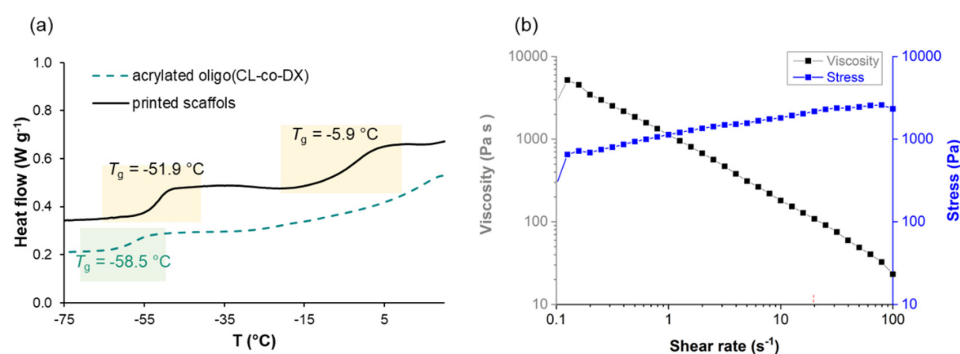 (a)
1.0
0.8
0.6
0.4
0.2
0.0
Heat flow (W g⁻¹)
acrylated oligo(CL-co-DX)
printed scaffols
Tg = -51.9 °C
Tg = -5.9 °C
Tg = -58.5 °C
-75
-55
-35
-15
5
T (°C)
(b)
10000
1000
100
10
Viscosity (Pa s)
Viscosity
Stress
10000
1000
100
10
Stress (Pa)
0.1
1
10
100
Shear rate (s⁻¹)